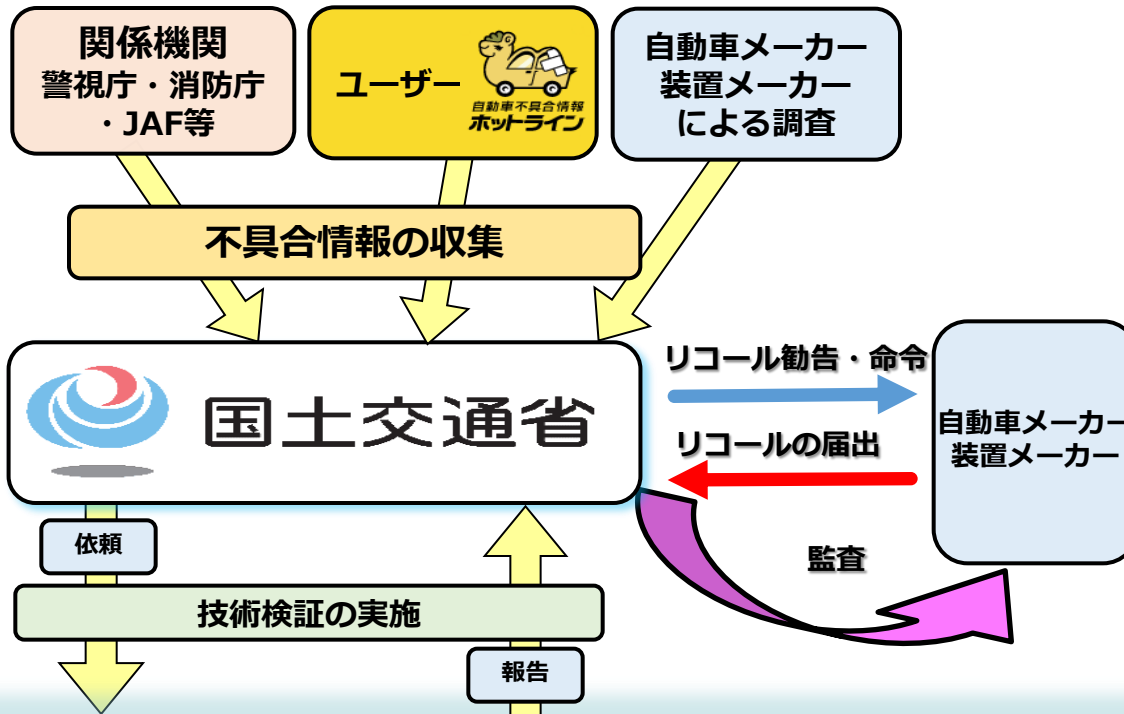 関係機関
警視庁・消防庁
・JAF等
ユーザー
自動車不具合情報
ホットライン
自動車メーカー
装置メーカー
による調査
不具合情報の収集
国土交通省
リコール勧告・命令
リコールの届出
自動車メーカー
装置メーカー
監査
依頼
技術検証の実施
報告